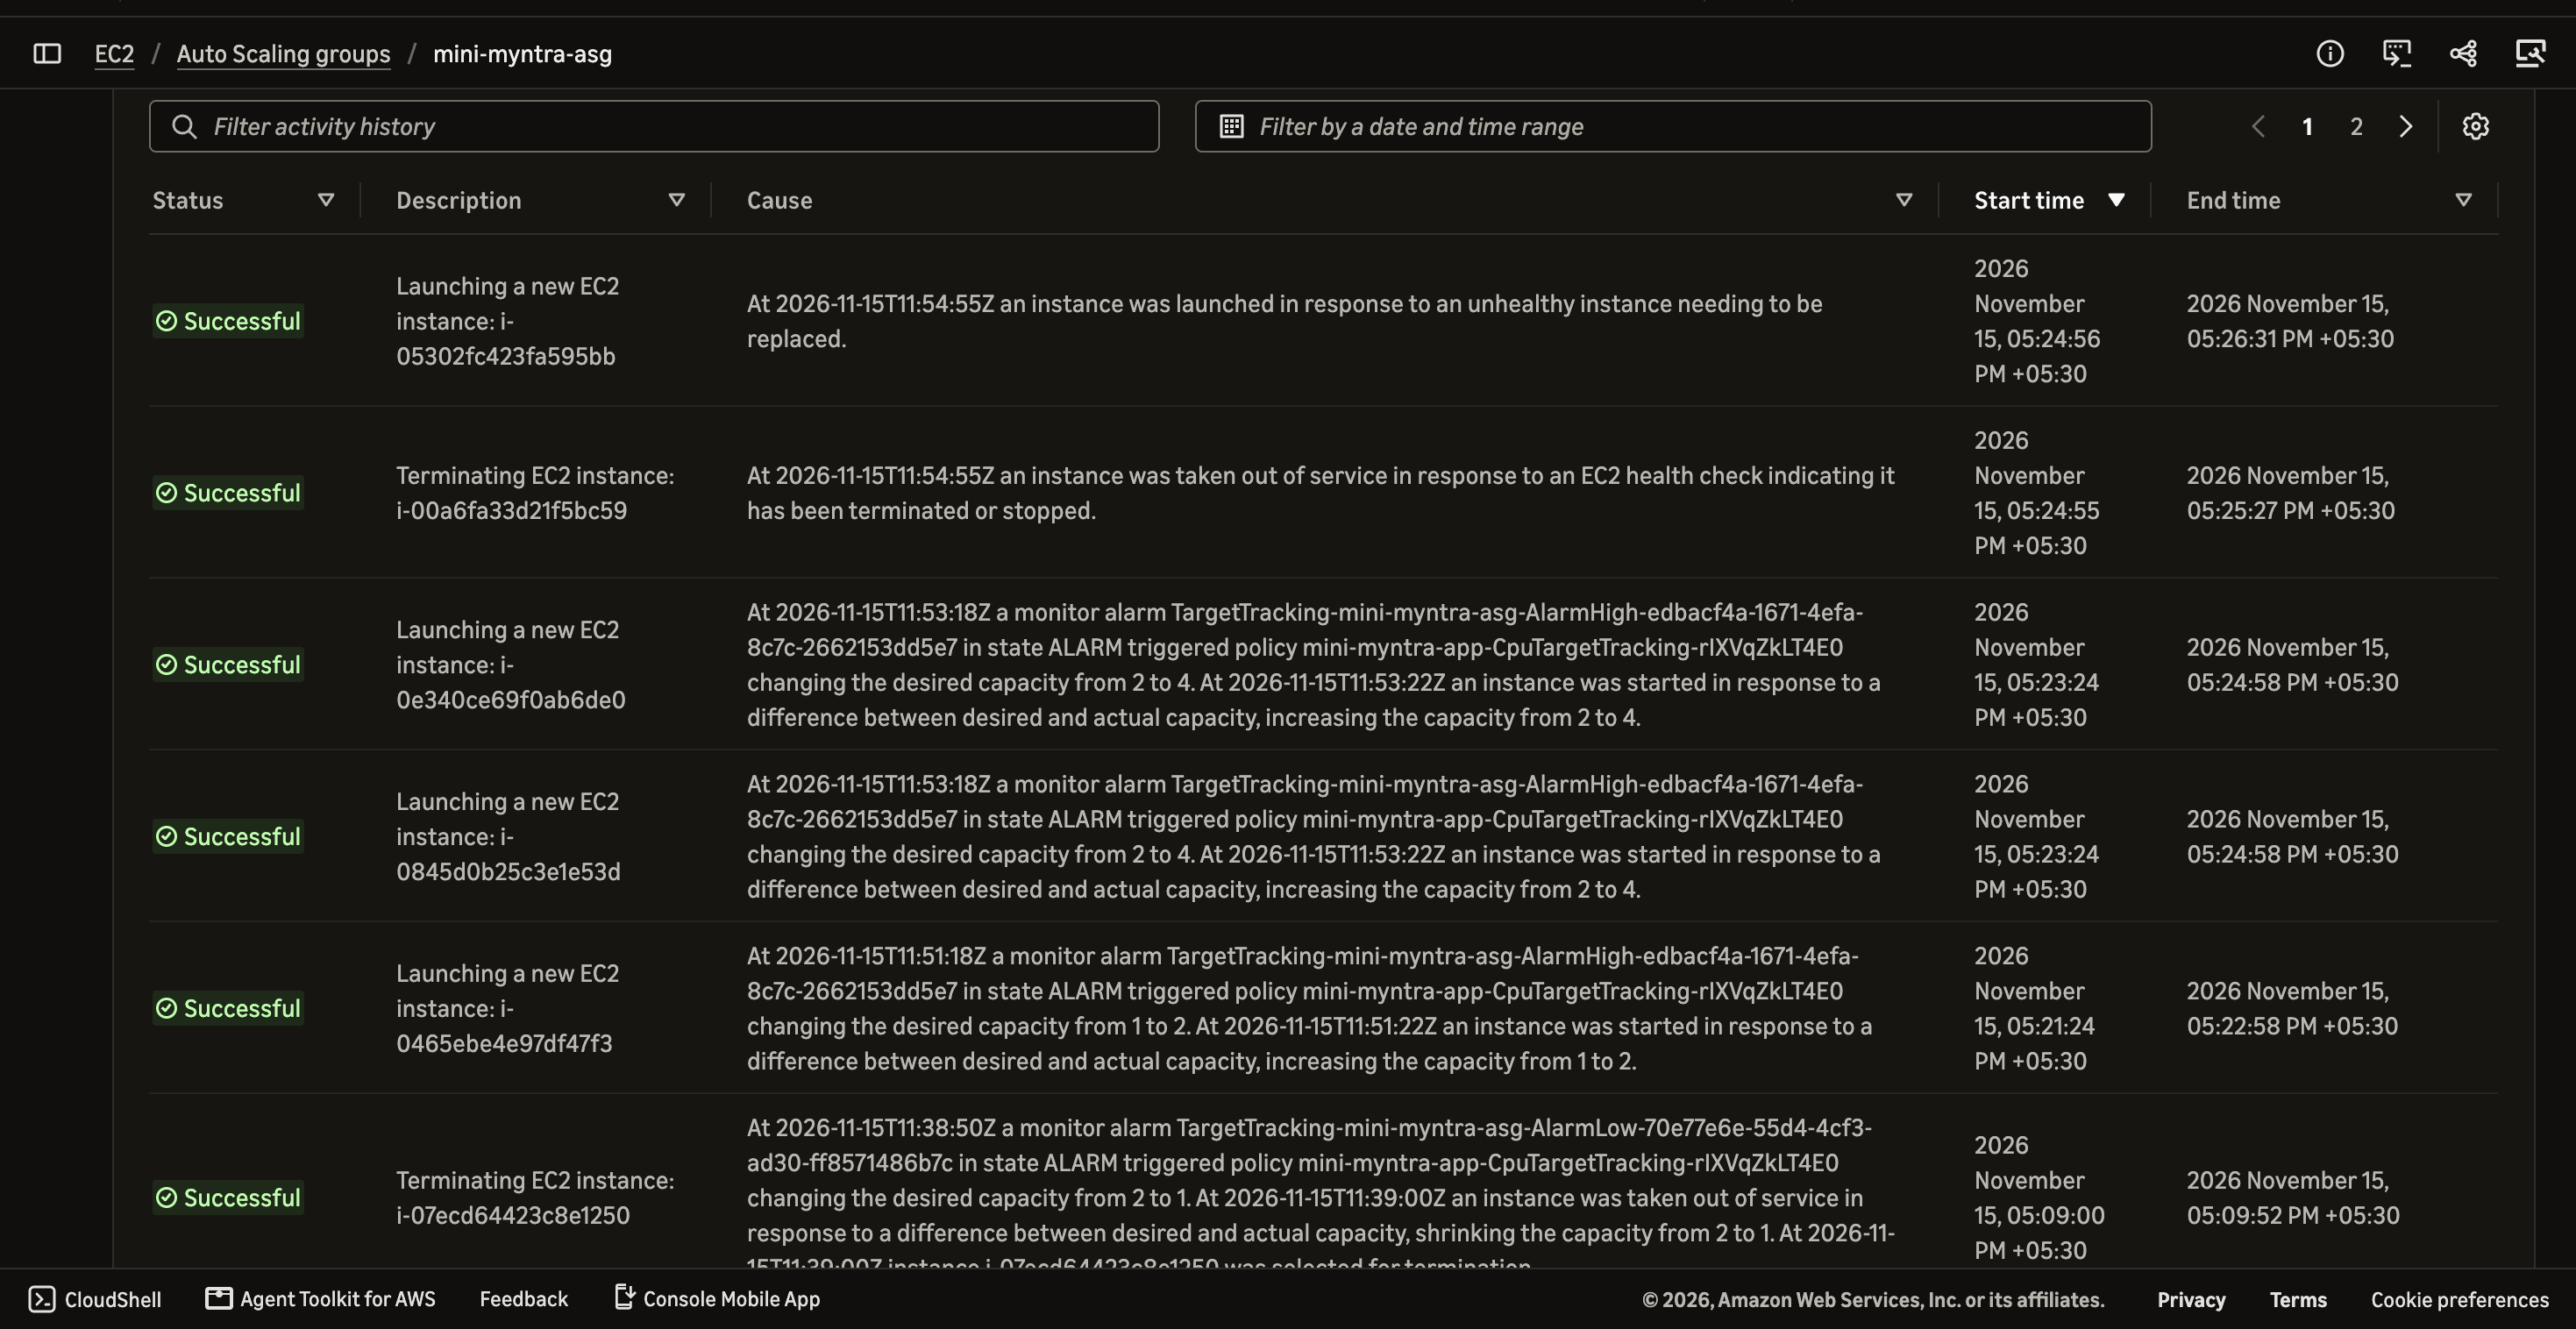 EC2 / Auto Scaling groups / mini-myntra-asg
Filter activity history
Filter by a date and time range
1 2
Status Description Cause Start time End time
Successful
Launching a new EC2
instance: i-
05302fc423fa595bb
At 2026-11-15T11:54:55Z an instance was launched in response to an unhealthy instance needing to be
replaced.
2026
November
15, 05:24:56
PM +05:30
2026 November 15,
05:26:31 PM +05:30
Successful
Terminating EC2 instance:
i-00a6fa33d21f5bc59
At 2026-11-15T11:54:55Z an instance was taken out of service in response to an EC2 health check indicating it
has been terminated or stopped.
2026
November
15, 05:24:55
PM +05:30
2026 November 15,
05:25:27 PM +05:30
Successful
Launching a new EC2
instance: i-
0e340ce69f0ab6de0
At 2026-11-15T11:53:18Z a monitor alarm TargetTracking-mini-myntra-asg-AlarmHigh-edbacf4a-1671-4efa-
8c7c-2662153dd5e7 in state ALARM triggered policy mini-myntra-app-CpuTargetTracking-rIXVqZkLT4E0
changing the desired capacity from 2 to 4. At 2026-11-15T11:53:22Z an instance was started in response to a
difference between desired and actual capacity, increasing the capacity from 2 to 4.
2026
November
15, 05:23:24
PM +05:30
2026 November 15,
05:24:58 PM +05:30
Successful
Launching a new EC2
instance: i-
0845d0b25c3e1e53d
At 2026-11-15T11:53:18Z a monitor alarm TargetTracking-mini-myntra-asg-AlarmHigh-edbacf4a-1671-4efa-
8c7c-2662153dd5e7 in state ALARM triggered policy mini-myntra-app-CpuTargetTracking-rIXVqZkLT4E0
changing the desired capacity from 2 to 4. At 2026-11-15T11:53:22Z an instance was started in response to a
difference between desired and actual capacity, increasing the capacity from 2 to 4.
2026
November
15, 05:23:24
PM +05:30
2026 November 15,
05:24:58 PM +05:30
Successful
Launching a new EC2
instance: i-
0465ebe4e97df47f3
At 2026-11-15T11:51:18Z a monitor alarm TargetTracking-mini-myntra-asg-AlarmHigh-edbacf4a-1671-4efa-
8c7c-2662153dd5e7 in state ALARM triggered policy mini-myntra-app-CpuTargetTracking-rIXVqZkLT4E0
changing the desired capacity from 1 to 2. At 2026-11-15T11:51:22Z an instance was started in response to a
difference between desired and actual capacity, increasing the capacity from 1 to 2.
2026
November
15, 05:21:24
PM +05:30
2026 November 15,
05:22:58 PM +05:30
Successful
Terminating EC2 instance:
i-07ecd64423c8e1250
At 2026-11-15T11:38:50Z a monitor alarm TargetTracking-mini-myntra-asg-AlarmLow-70e77e6e-55d4-4cf3-
ad30-ff8571486b7c in state ALARM triggered policy mini-myntra-app-CpuTargetTracking-rIXVqZkLT4E0
changing the desired capacity from 2 to 1. At 2026-11-15T11:39:00Z an instance was taken out of service in
response to a difference between desired and actual capacity, shrinking the capacity from 2 to 1. At 2026-11-
15T11:39:00Z instance i-07ecd64423c8e1250 was selected for termination.
2026
November
15, 05:09:00
PM +05:30
2026 November 15,
05:09:52 PM +05:30
CloudShell Agent Toolkit for AWS Feedback Console Mobile App © 2026, Amazon Web Services, Inc. or its affiliates. Privacy Terms Cookie preferences